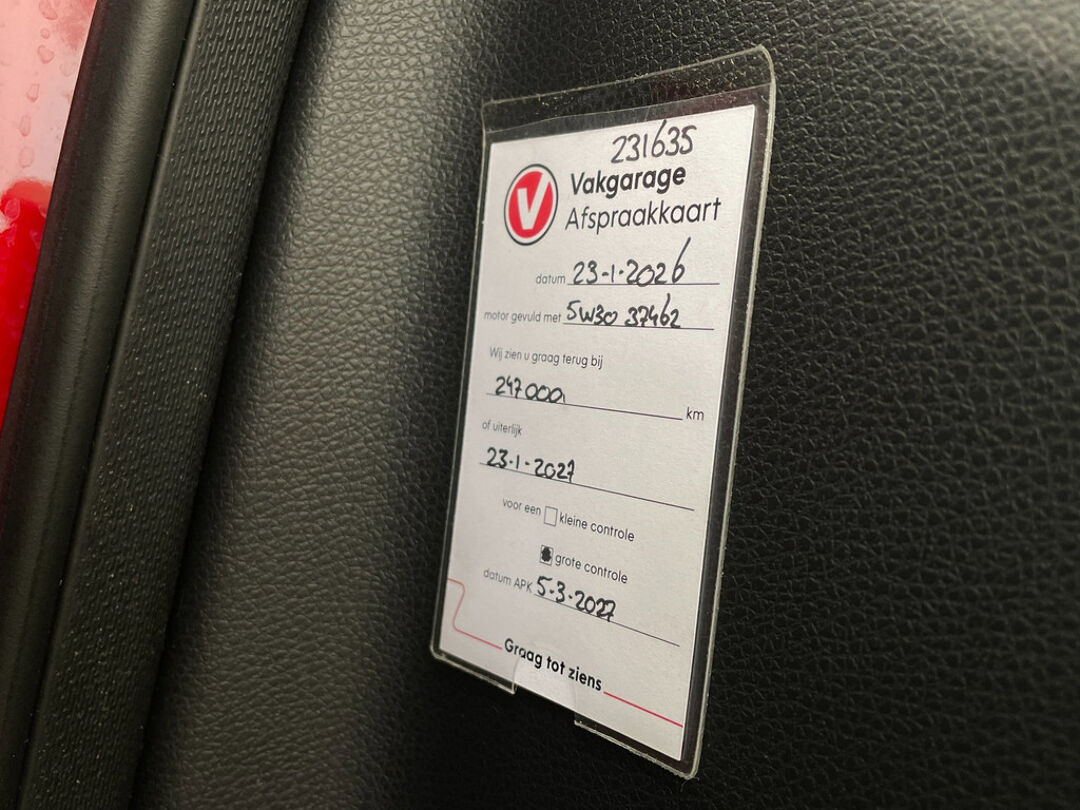 231635
V
Vakgarage
Afspraakkaart
datum 23-1-2026
motor gevuld met 5W30 37462
Wij zien u graag terug bij
247000 km
of uiterlijk
23-1-2027
voor een kleine controle
grote controle
datum APK 5-3-2027
Graag tot ziens